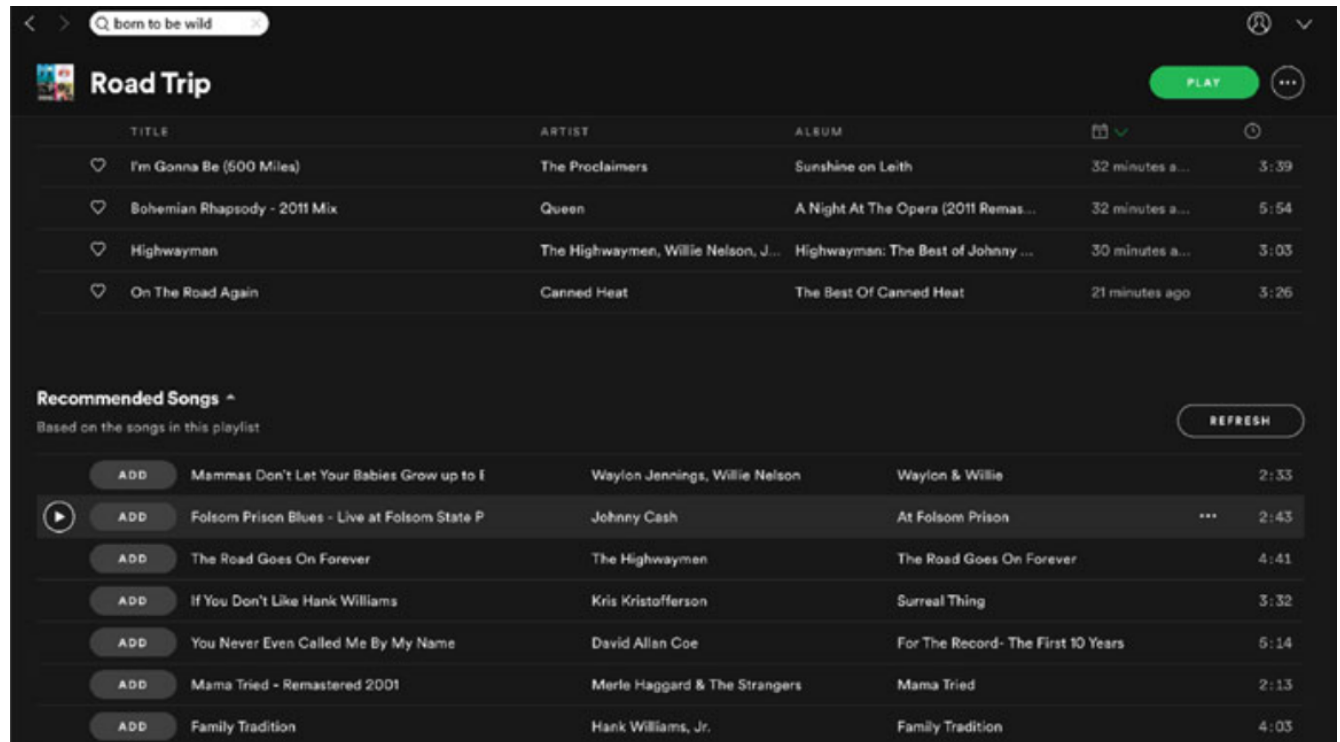 born to be wild
Road Trip
PLAY
TITLE ARTIST ALBUM
I'm Gonna Be (500 Miles) The Proclaimers Sunshine on Leith 32 minutes a... 3:39
Bohemian Rhapsody - 2011 Mix Queen A Night At The Opera (2011 Remas... 32 minutes a... 5:54
Highwayman The Highwaymen, Willie Nelson, J... Highwayman: The Best of Johnny ... 30 minutes a... 3:03
On The Road Again Canned Heat The Best Of Canned Heat 21 minutes ago 3:26
Recommended Songs
Based on the songs in this playlist
REFRESH
ADD Mammas Don't Let Your Babies Grow up to Waylon Jennings, Willie Nelson Waylon & Willie 2:33
ADD Folsom Prison Blues - Live at Folsom State P Johnny Cash At Folsom Prison 2:43
ADD The Road Goes On Forever The Highwaymen The Road Goes On Forever 4:41
ADD If You Don't Like Hank Williams Kris Kristofferson Surreal Thing 3:32
ADD You Never Even Called Me By My Name David Allan Coe For The Record- The First 10 Years 5:14
ADD Mama Tried - Remastered 2001 Merle Haggard & The Strangers Mama Tried 2:13
ADD Family Tradition Hank Williams, Jr. Family Tradition 4:03